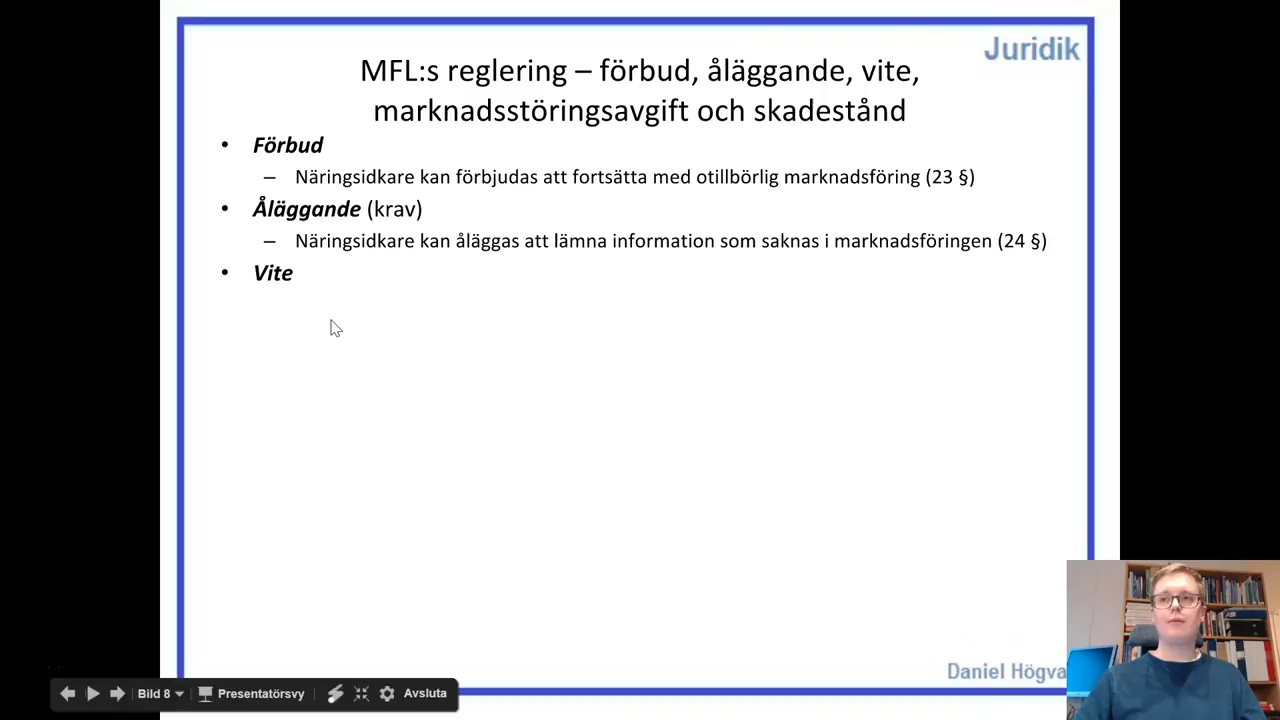 Juridik
MFL:s reglering – förbud, åläggande, vite,
marknadsstöringsavgift och skadestånd
• Förbud
– Näringsidkare kan förbjudas att fortsätta med otillbörlig marknadsföring (23 §)
• Åläggande (krav)
– Näringsidkare kan åläggas att lämna information som saknas i marknadsföringen (24 §)
• Vite
Daniel
Bild 8 Presentatörsvy Avsluta